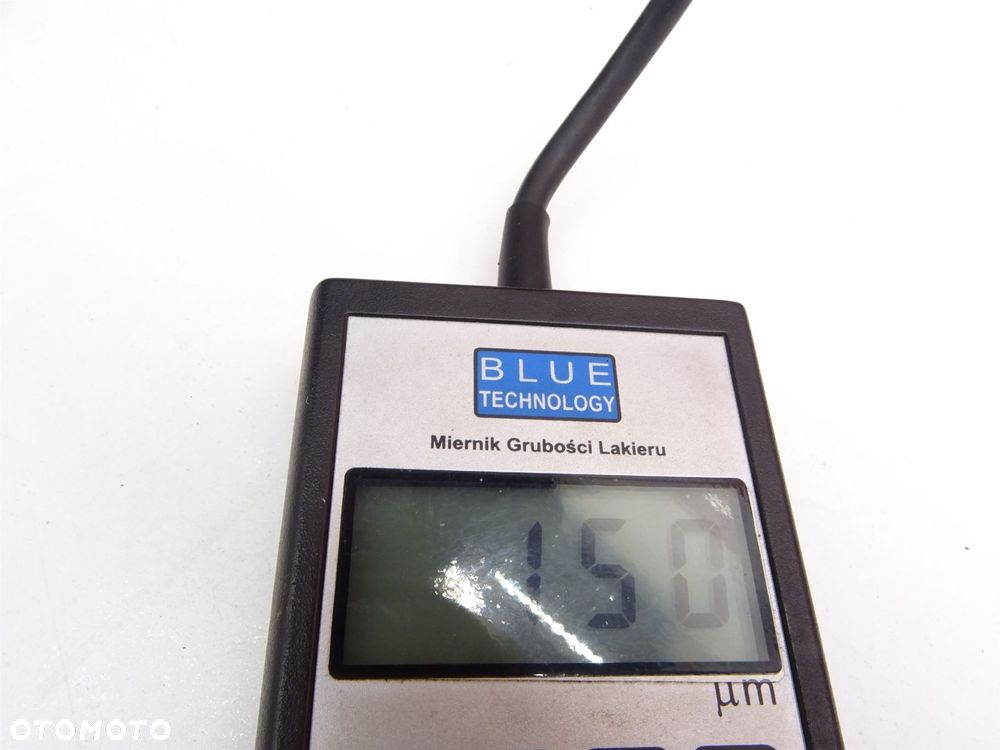 BLUE
TECHNOLOGY
Miernik Grubości Lakieru
150
µm
OTOMOTO